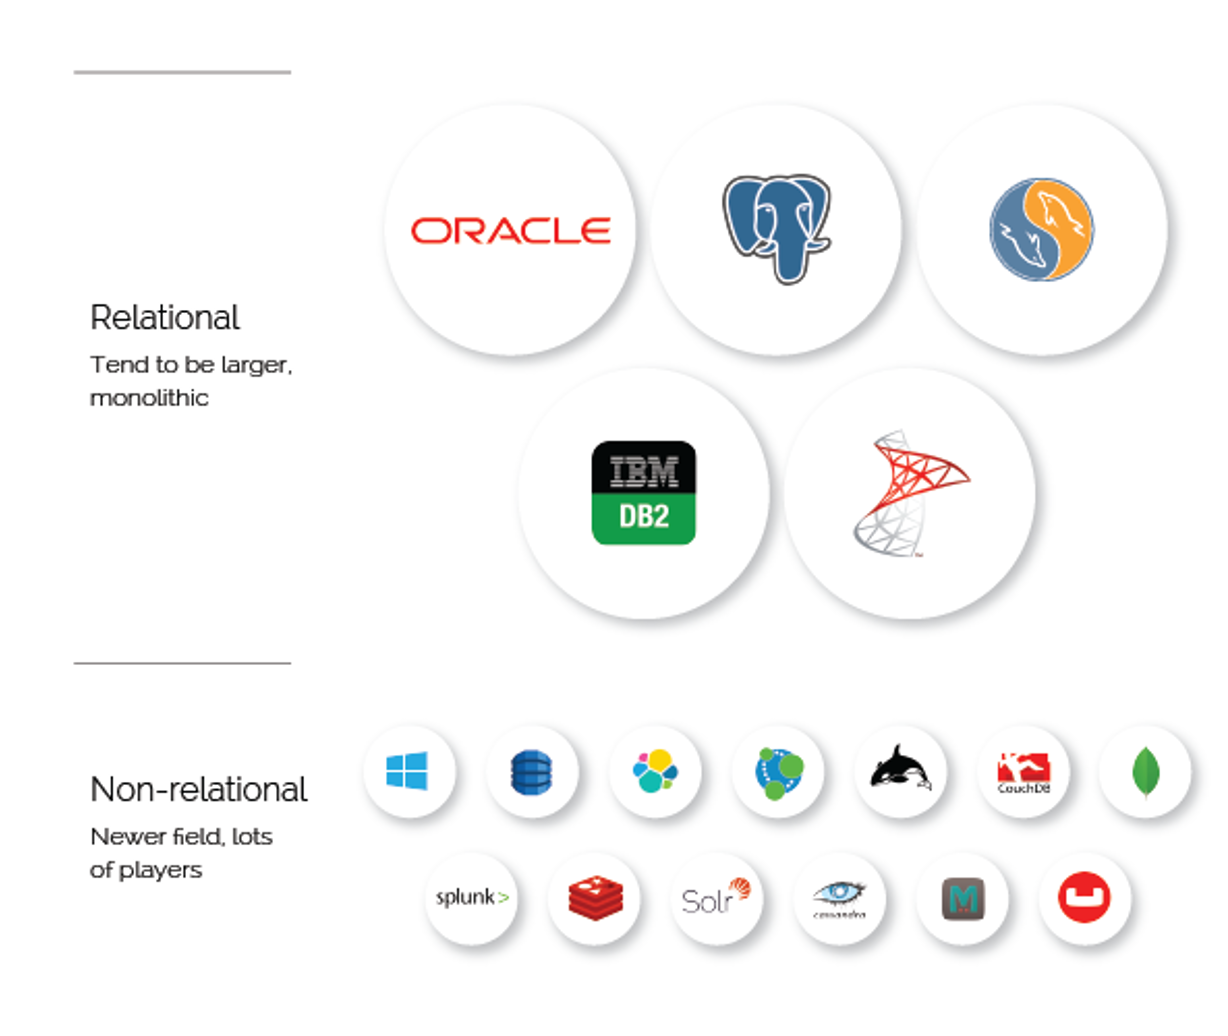 ORACLE
Relational
Tend to be larger,
monolithic
IBM
DB2
Non-relational
Newer field, lots
of players
CouchDB
splunk>
Solr
cassandra
M